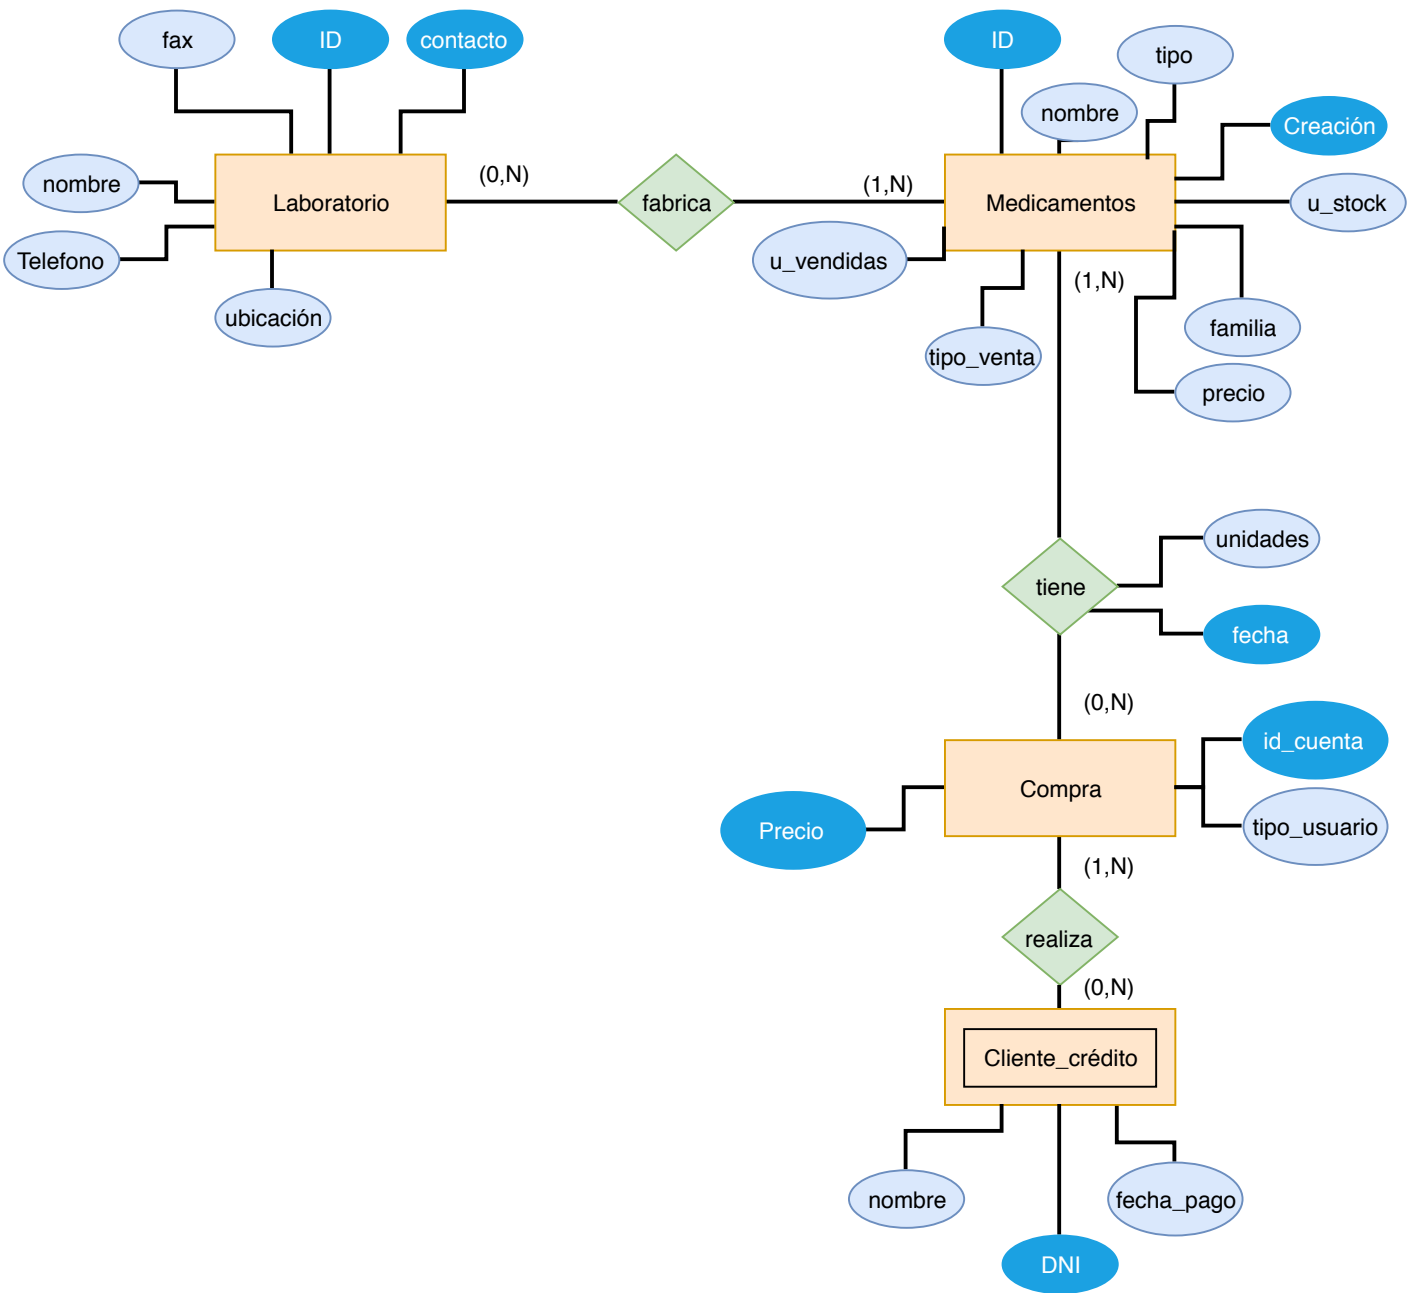 fax
ID
contacto
ID
tipo
nombre
Creación
nombre
Laboratorio
(0,N)
fabrica
(1,N)
Medicamentos
u_stock
Telefono
u_vendidas
(1,N)
ubicación
familia
tipo_venta
precio
unidades
tiene
fecha
(0,N)
id_cuenta
Compra
Precio
tipo_usuario
(1,N)
realiza
(0,N)
Cliente_crédito
nombre
fecha_pago
DNI